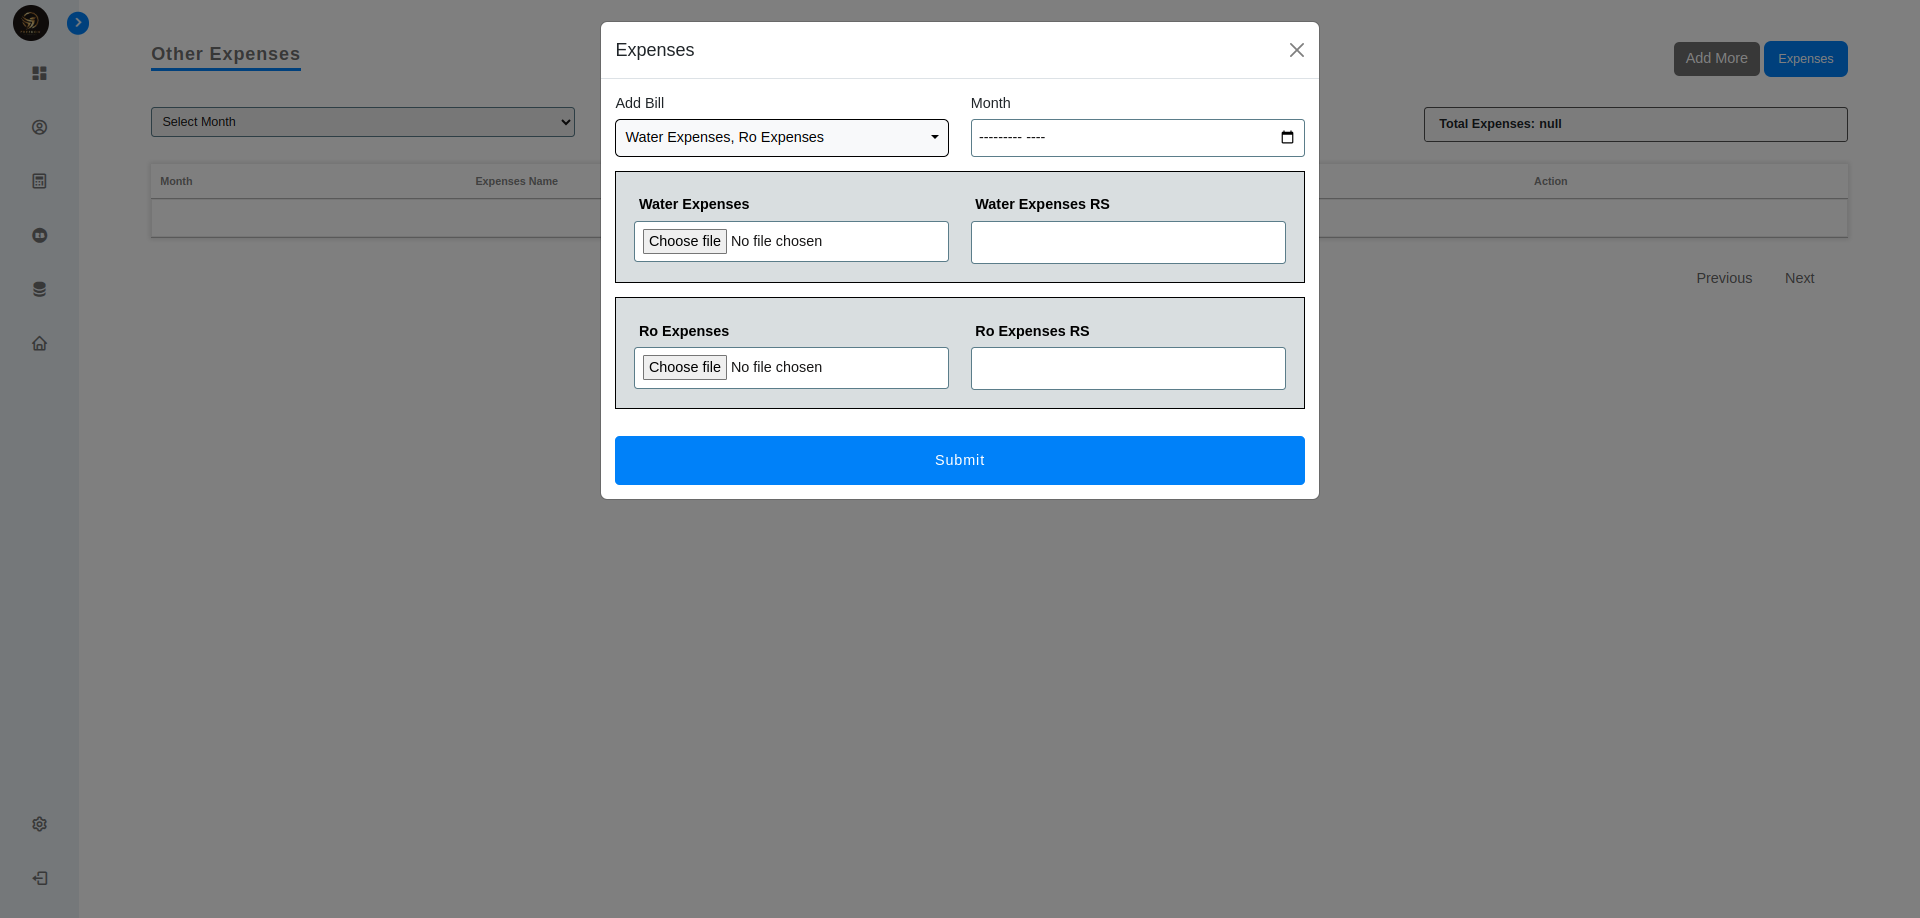 Other Expenses
Add More
Expenses
Select Month
Total Expenses: null
Month
Expenses Name
Action
Previous
Next
Expenses
Add Bill
Month
Water Expenses, Ro Expenses
--------- ----
Water Expenses
Water Expenses RS
Choose file No file chosen
Ro Expenses
Ro Expenses RS
Choose file No file chosen
Submit